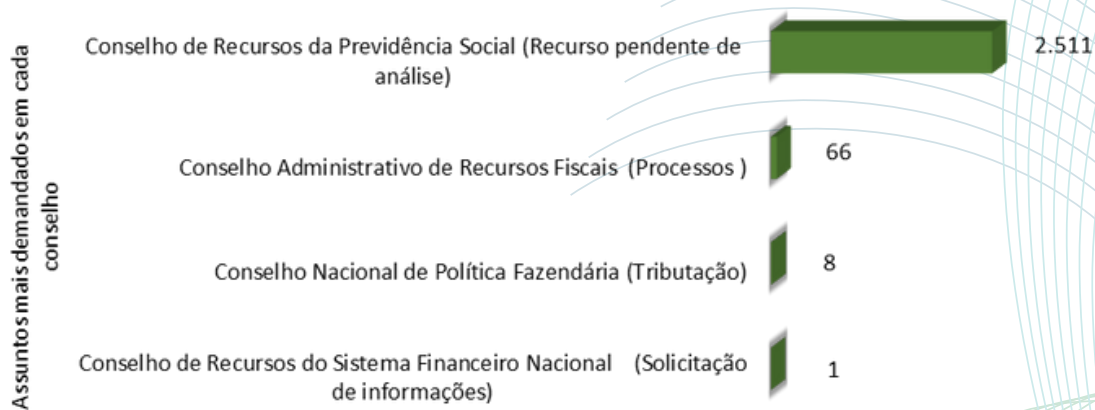 Assuntos mais demandados em cada
conselho
Conselho de Recursos da Previdência Social (Recurso pendente de
análise)
2.511
Conselho Administrativo de Recursos Fiscais (Processos )
66
Conselho Nacional de Política Fazendária (Tributação)
8
Conselho de Recursos do Sistema Financeiro Nacional (Solicitação
de informações)
1